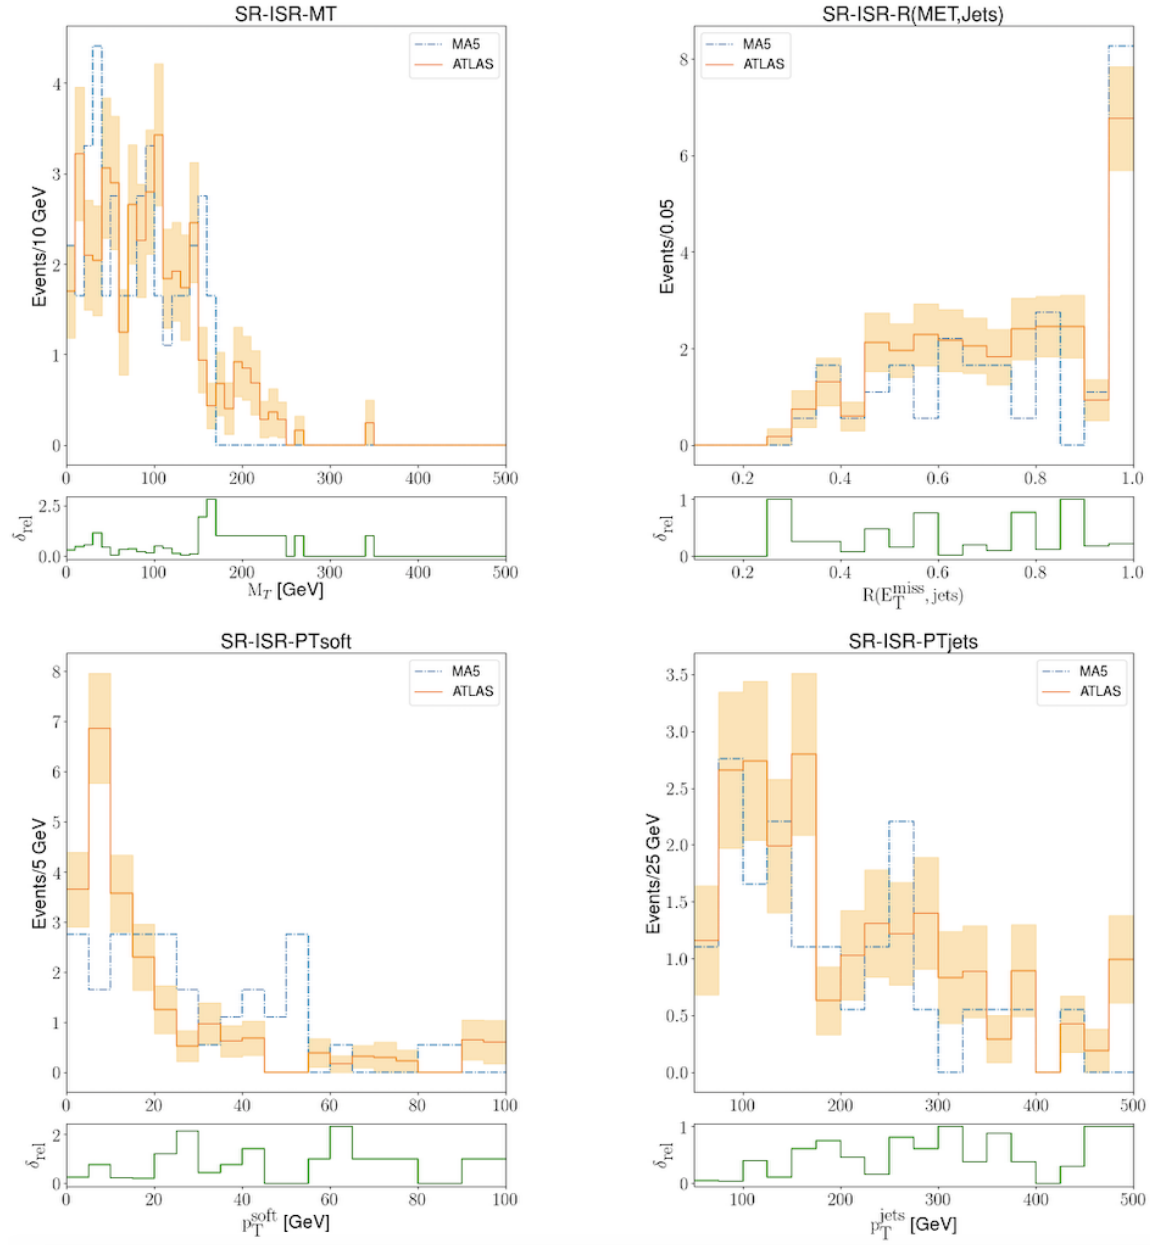 SR-ISR-MT
MA5
ATLAS
Events/10 GeV
4
3
2
1
0
0 100 200 300 400 500
δrel
2.5
0.0
0 100 200 300 400 500
M_T [GeV]
SR-ISR-R(MET,Jets)
MA5
ATLAS
Events/0.05
8
6
4
2
0
0.2 0.4 0.6 0.8 1.0
δrel
1
0
0.2 0.4 0.6 0.8 1.0
R(E_T^miss, jets)
SR-ISR-PTsoft
MA5
ATLAS
Events/5 GeV
8
7
6
5
4
3
2
1
0
0 20 40 60 80 100
δrel
2
0
0 20 40 60 80 100
p_T^soft [GeV]
SR-ISR-PTjets
MA5
ATLAS
Events/25 GeV
3.5
3.0
2.5
2.0
1.5
1.0
0.5
0.0
100 200 300 400 500
δrel
1
0
100 200 300 400 500
p_T^jets [GeV]